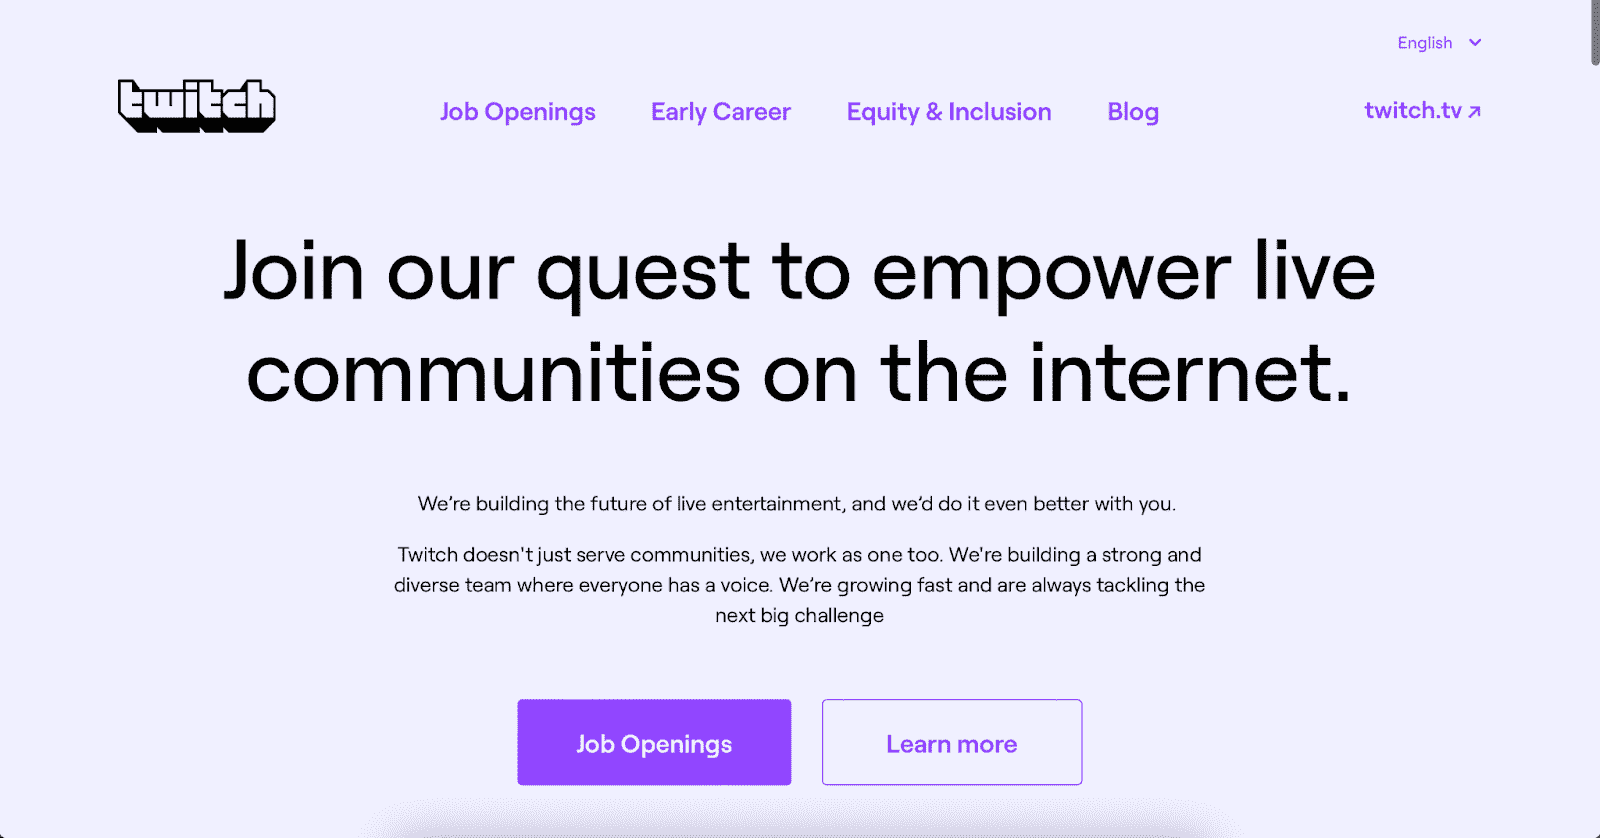 English
twitch
Job Openings
Early Career
Equity & Inclusion
Blog
twitch.tv
Join our quest to empower live
communities on the internet.
We’re building the future of live entertainment, and we’d do it even better with you.
Twitch doesn't just serve communities, we work as one too. We're building a strong and
diverse team where everyone has a voice. We’re growing fast and are always tackling the
next big challenge
Job Openings
Learn more